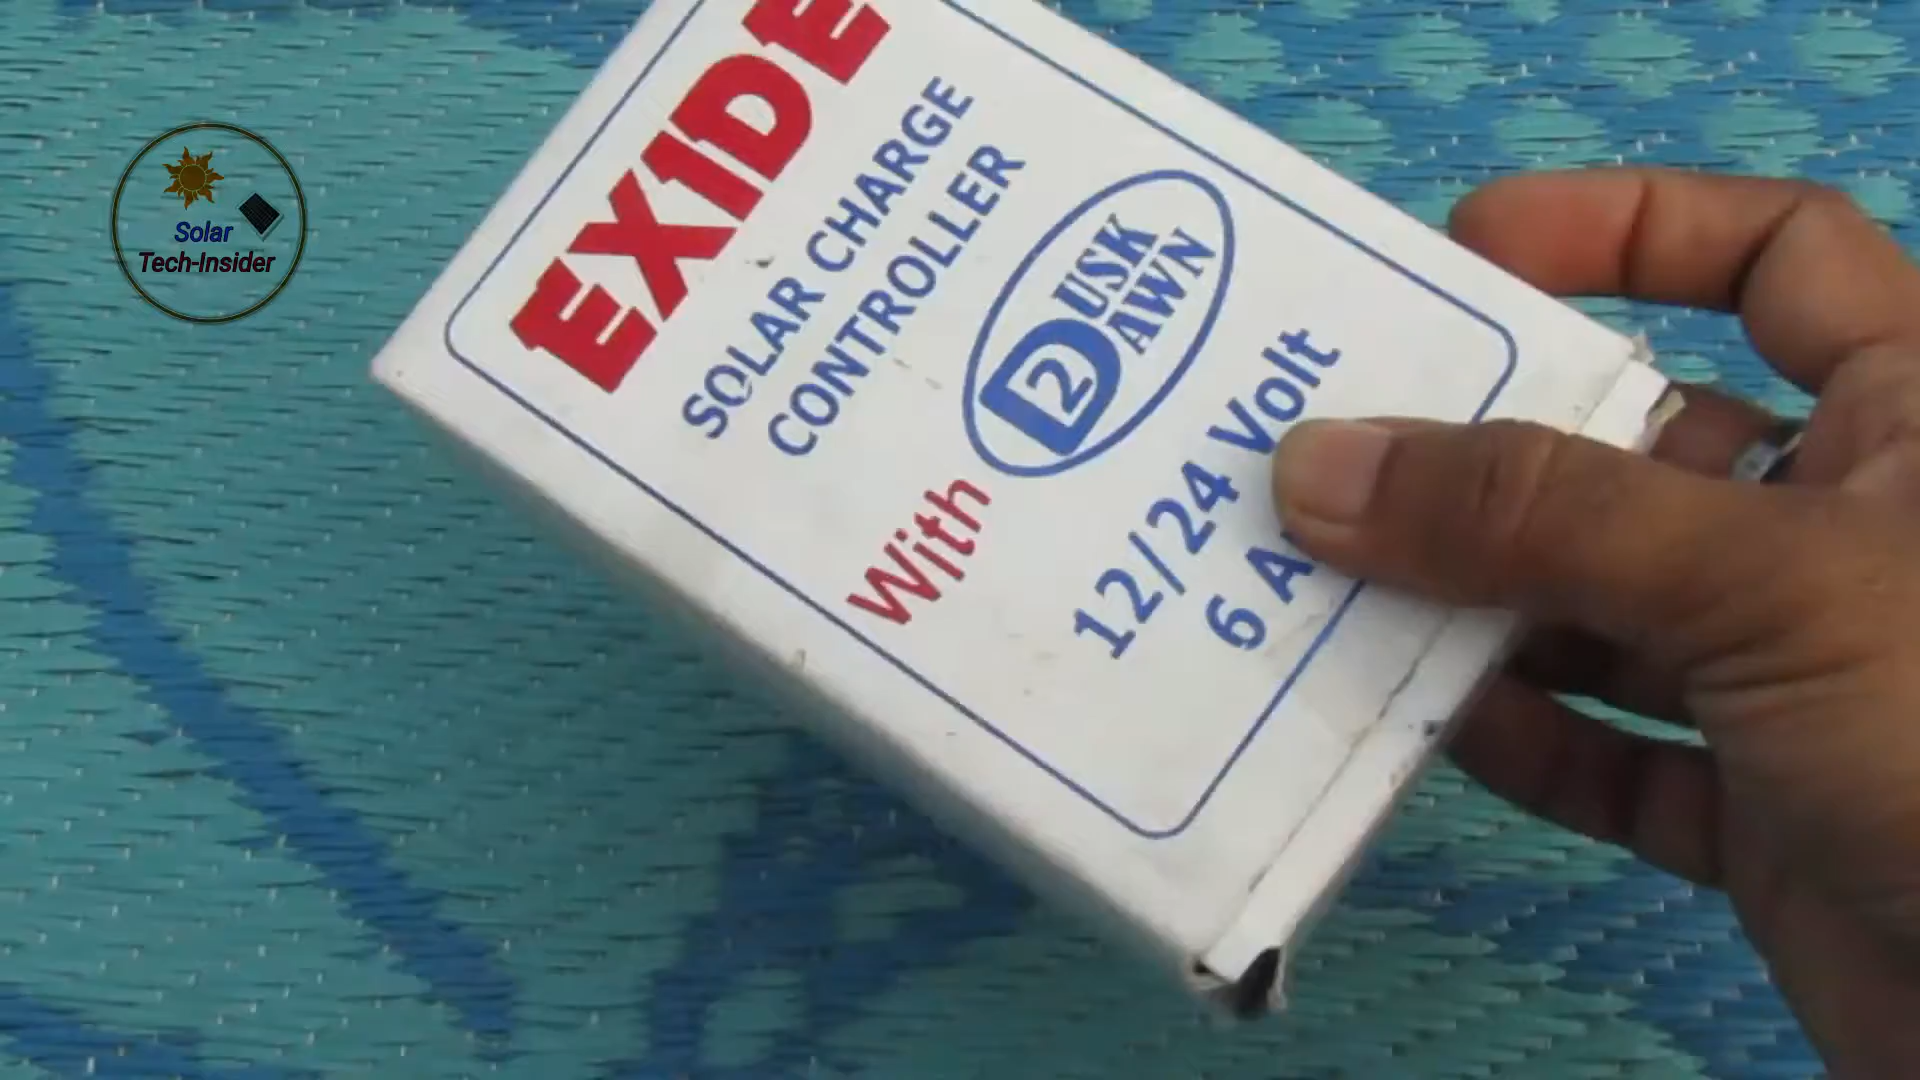 Solar
Tech-Insider
EXIDE
SOLAR CHARGE
CONTROLLER
With D2 USK
AWN
12/24 Volt
6 A